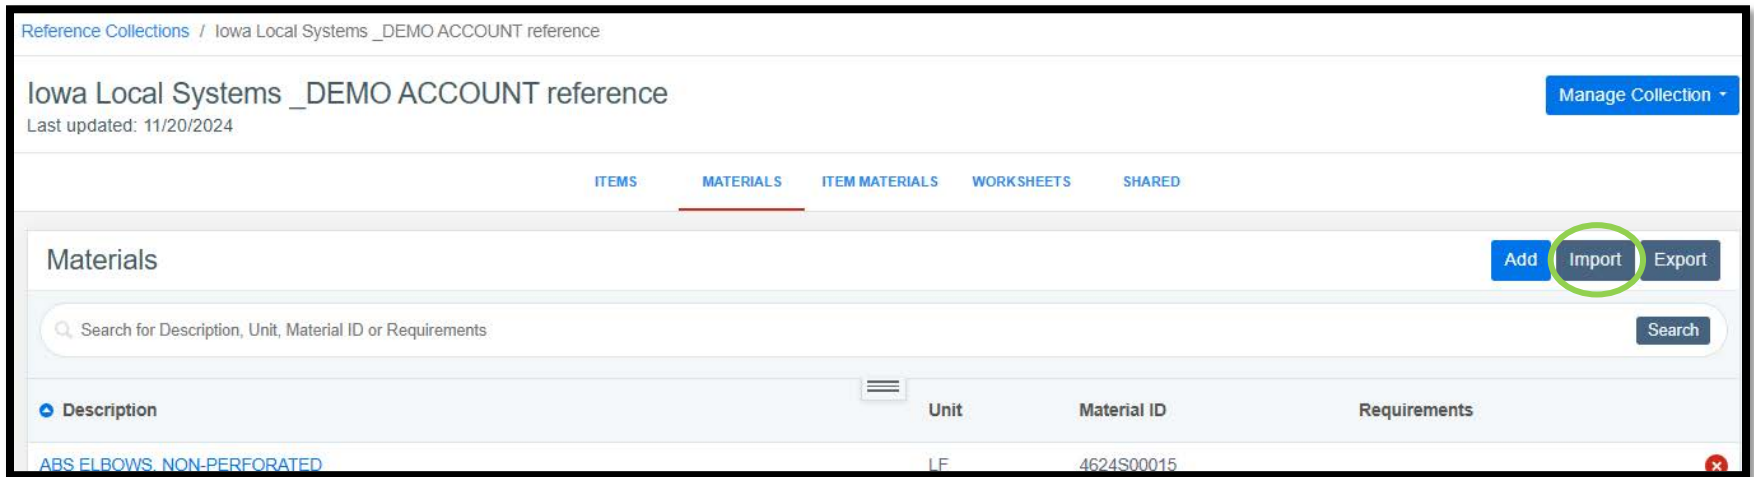 Reference Collections / Iowa Local Systems _DEMO ACCOUNT reference
Iowa Local Systems _DEMO ACCOUNT reference
Manage Collection
Last updated: 11/20/2024
ITEMS MATERIALS ITEM MATERIALS WORKSHEETS SHARED
Materials
Add Import Export
Search for Description, Unit, Material ID or Requirements
Search
Description Unit Material ID Requirements
ABS ELBOWS, NON-PERFORATED LF 4624S00015